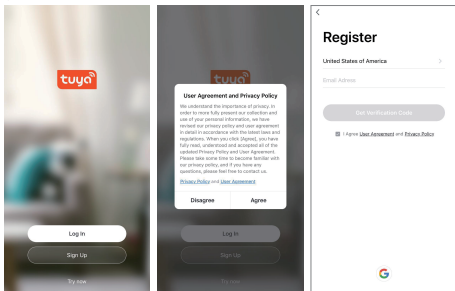 tuya
Log In
Sign Up
Try now
tuya
User Agreement and Privacy Policy
We understand the importance of privacy. In
order to more fully present our collection and
use of your personal information, we have
revised our privacy policy and user agreement
in detail in accordance with the latest laws and
regulations. When you click [Agree], you have
fully read, understood and accepted all of the
updated Privacy Policy and User Agreement.
Please take some time to become familiar with
our privacy policy, and if you have any
questions, please feel free to contact us.
Privacy Policy and User Agreement
Disagree Agree
Log In
Sign Up
Try now
Register
United States of America
Email Adress
Get Verification Code
I Agree User Agreement and Privacy Policy